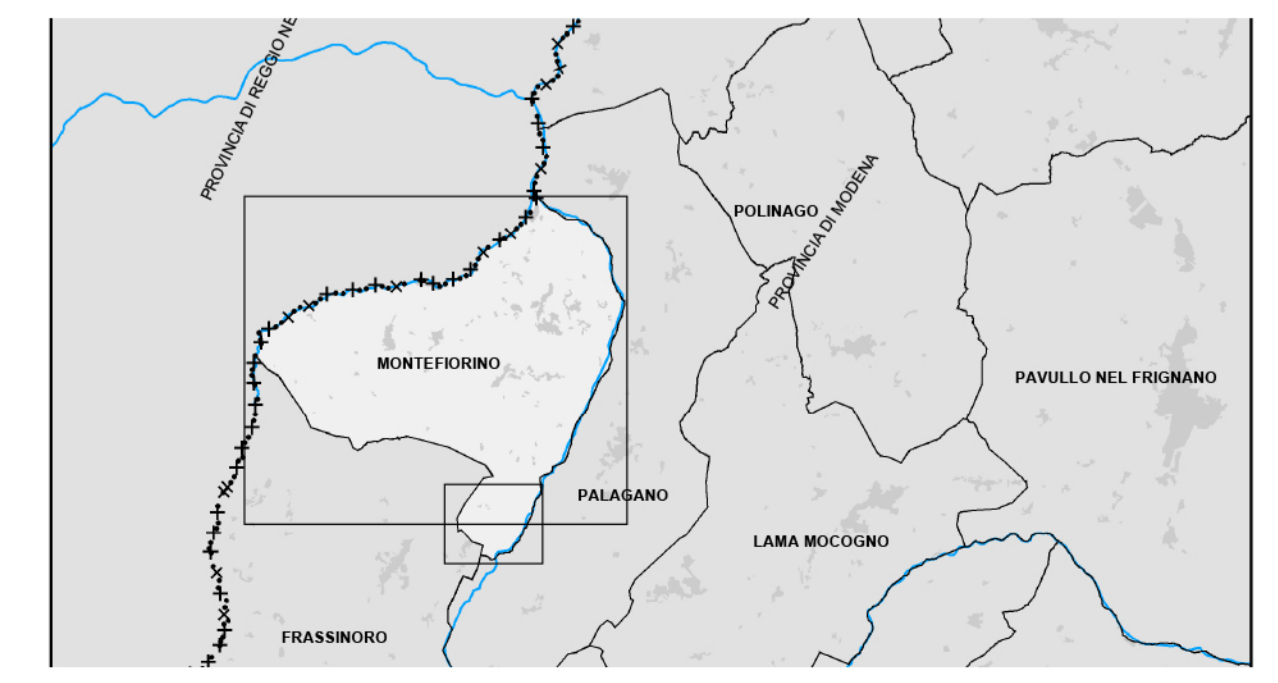 PROVINCIA DI REGGIO NE
POLINAGO
PROVINCIA DI MODENA
MONTEFIORINO
PAVULLO NEL FRIGNANO
PALAGANO
LAMA MOCOGNO
FRASSINORO